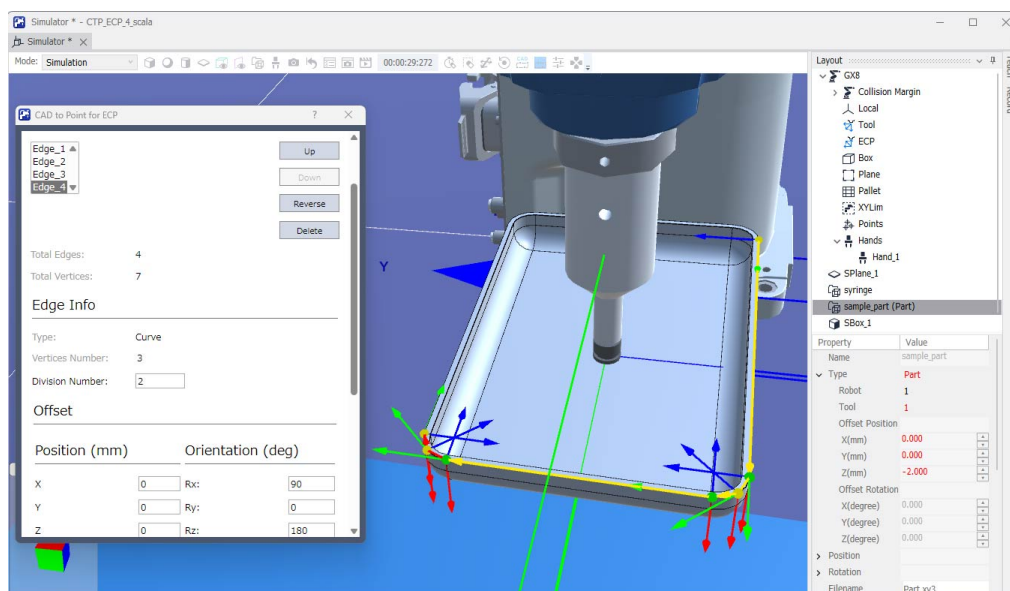 Simulator * - CTP_ECP_4_scala
Simulator *
Mode: Simulation 00:00:29:272
CAD to Point for ECP ?
Edge_1
Edge_2
Edge_3
Edge_4
Up
Down
Reverse
Delete
Total Edges: 4
Total Vertices: 7
Edge Info
Type: Curve
Vertices Number: 3
Division Number: 2
Offset
Position (mm) Orientation (deg)
X 0 Rx: 90
Y 0 Ry: 0
Z 0 Rz: 180
Y
Layout
GX8
Collision Margin
Local
Tool
ECP
Box
Plane
Pallet
XYLim
Points
Hands
Hand_1
SPlane_1
syringe
sample_part (Part)
SBox_1
Property Value
Name sample_part
Type Part
Robot 1
Tool 1
Offset Position
X(mm) 0.000
Y(mm) 0.000
Z(mm) -2.000
Offset Rotation
X(degree) 0.000
Y(degree) 0.000
Z(degree) 0.000
Position
Rotation
Filename Part xv3
Record